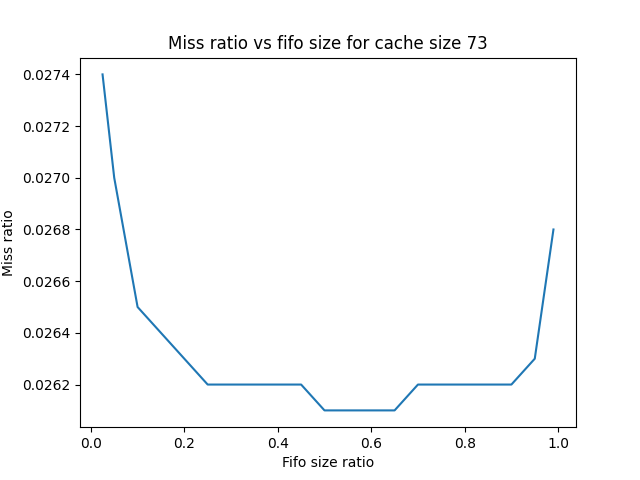 Miss ratio vs fifo size for cache size 73
0.0274
0.0272
0.0270
0.0268
0.0266
0.0264
0.0262
Miss ratio
0.0 0.2 0.4 0.6 0.8 1.0
Fifo size ratio